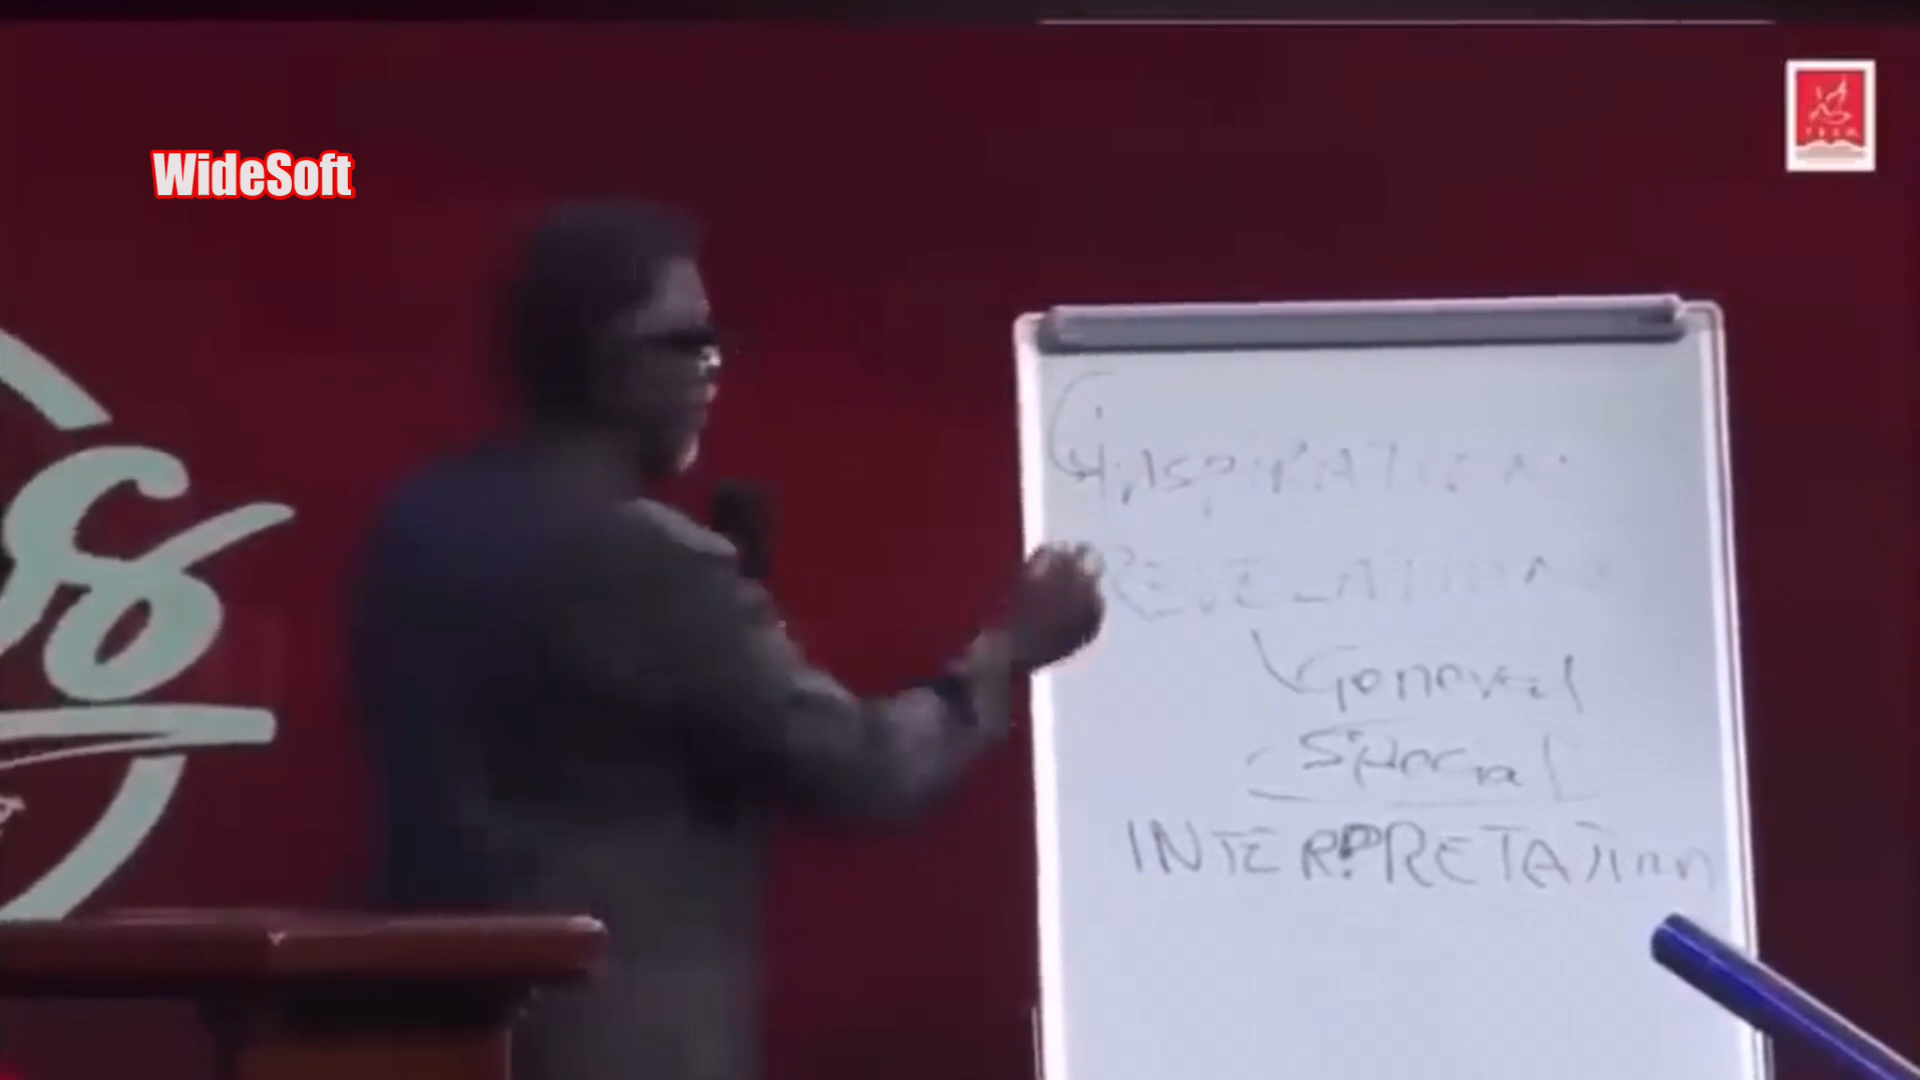 WideSoft
INSPIRATION
REVELATION
General
Special
INTERPRETATION